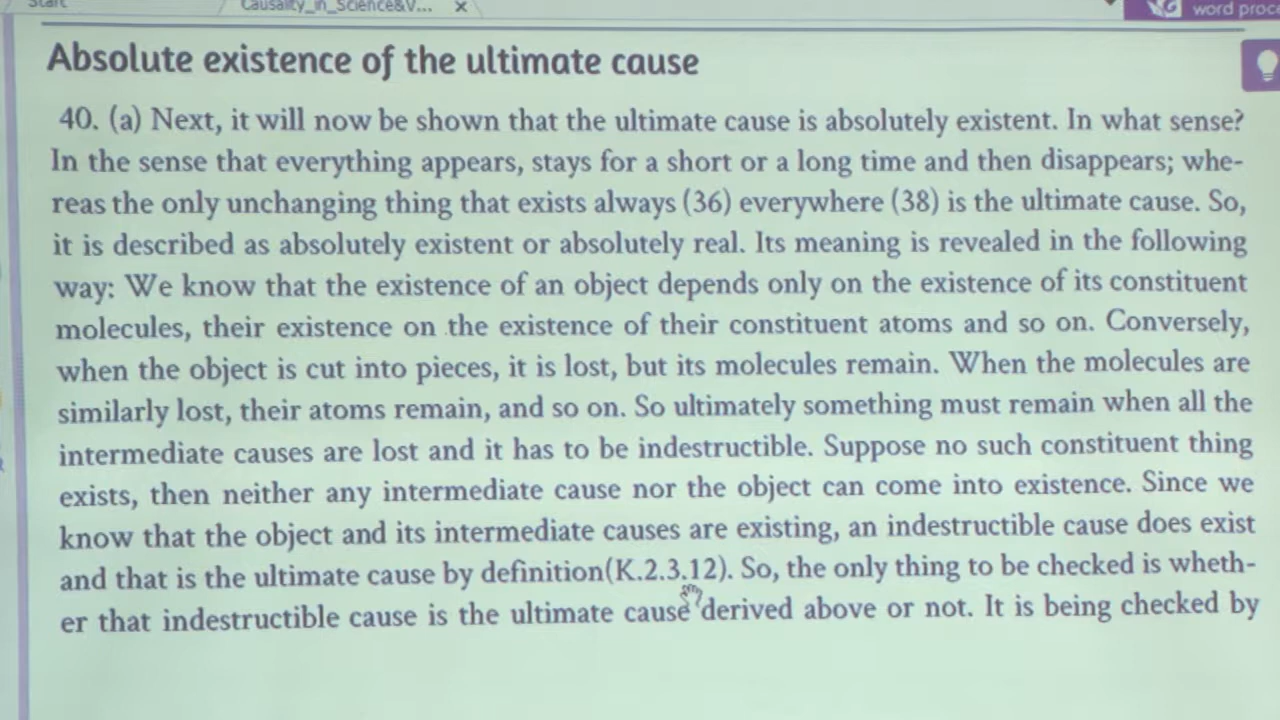 Start
Causality_in_Science&V... ×
word proce
Absolute existence of the ultimate cause
40. (a) Next, it will now be shown that the ultimate cause is absolutely existent. In what sense?
In the sense that everything appears, stays for a short or a long time and then disappears; whe-
reas the only unchanging thing that exists always (36) everywhere (38) is the ultimate cause. So,
it is described as absolutely existent or absolutely real. Its meaning is revealed in the following
way: We know that the existence of an object depends only on the existence of its constituent
molecules, their existence on the existence of their constituent atoms and so on. Conversely,
when the object is cut into pieces, it is lost, but its molecules remain. When the molecules are
similarly lost, their atoms remain, and so on. So ultimately something must remain when all the
intermediate causes are lost and it has to be indestructible. Suppose no such constituent thing
exists, then neither any intermediate cause nor the object can come into existence. Since we
know that the object and its intermediate causes are existing, an indestructible cause does exist
and that is the ultimate cause by definition(K.2.3.12). So, the only thing to be checked is wheth-
er that indestructible cause is the ultimate cause derived above or not. It is being checked by